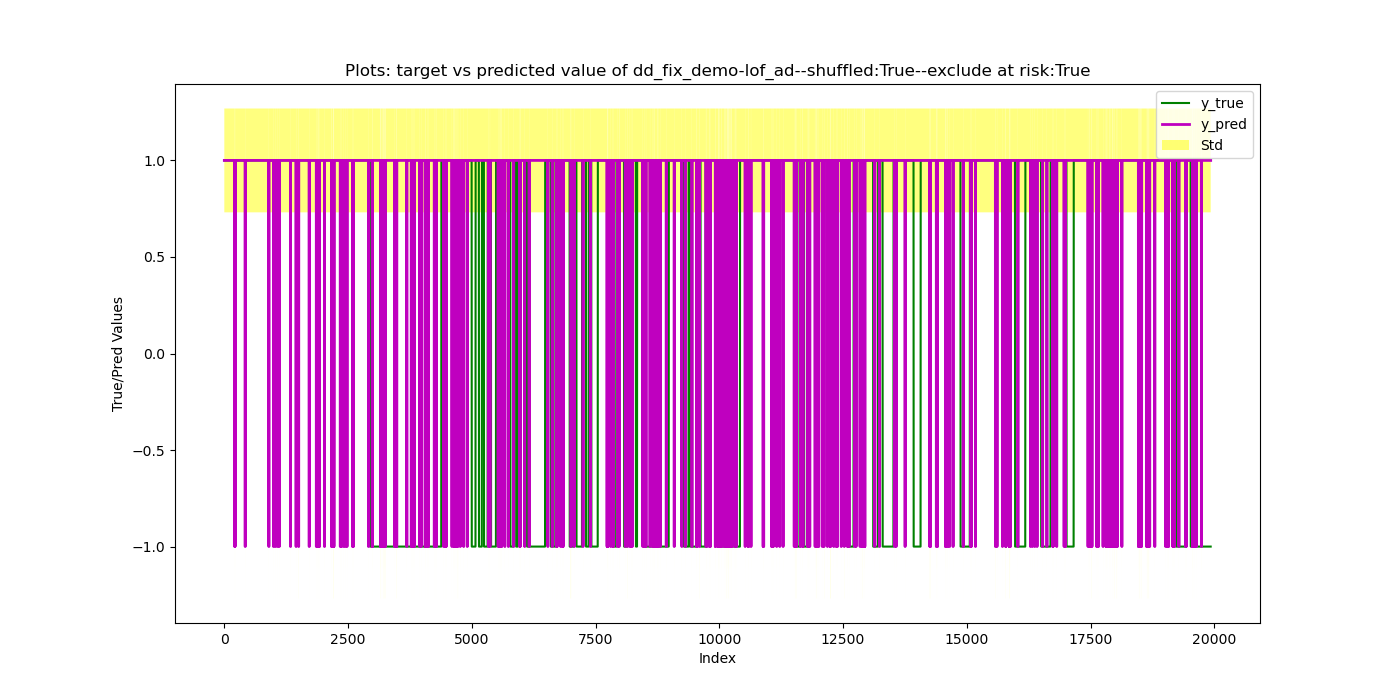 Plots: target vs predicted value of dd_fix_demo-lof_ad--shuffled:True--exclude at risk:True
y_true
y_pred
Std
1.0
0.5
0.0
−0.5
−1.0
True/Pred Values
0
2500
5000
7500
10000
12500
15000
17500
20000
Index